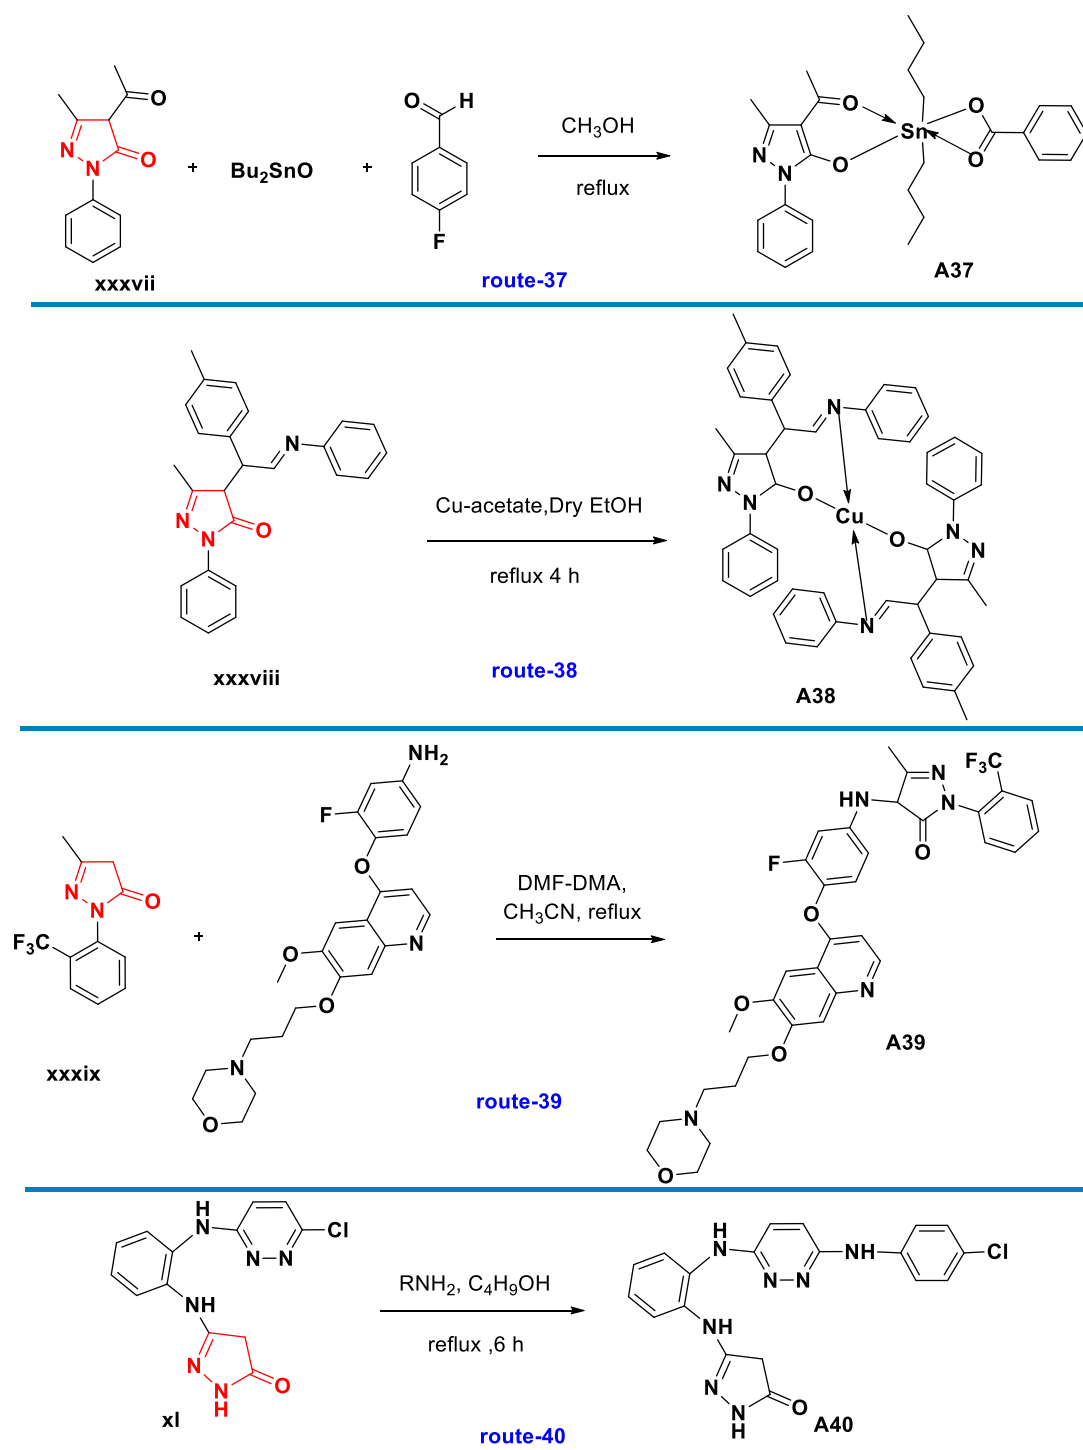 O
H
O
N
N
O
+
Bu2SnO
+
F
CH3OH
reflux
O
O
Sn
O
O
N
N
xxxvii
route-37
A37
N
N
N
O
Cu-acetate,Dry EtOH
reflux 4 h
N
N
N
O
Cu
O
N
N
N
xxxviii
route-38
A38
NH2
F
O
N
N
O
F3C
+
O
O
N
N
O
DMF-DMA,
CH3CN, reflux
F3C
N
N
HN
O
F
O
O
N
O
N
O
xxxix
route-39
A39
H
N
Cl
N
N
NH
N
N
H
O
RNH2, C4H9OH
reflux ,6 h
H
N
NH
Cl
N
N
NH
N
N
H
O
xl
route-40
A40